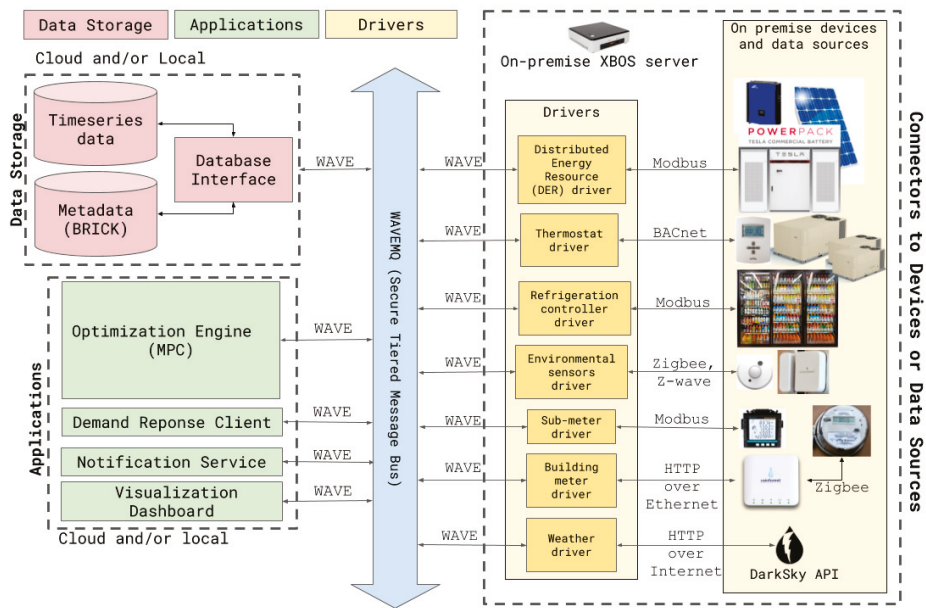 Data Storage
Applications
Drivers
Cloud and/or Local
Data Storage
Timeseries
data
Metadata
(BRICK)
Database
Interface
WAVE
Applications
Optimization Engine
(MPC)
WAVE
Demand Reponse Client
WAVE
Notification Service
WAVE
Visualization
Dashboard
WAVE
Cloud and/or local
WAVEMQ (Secure Tiered Message Bus)
On-premise XBOS server
Drivers
WAVE
Distributed
Energy
Resource
(DER) driver
Modbus
WAVE
Thermostat
driver
BACnet
WAVE
Refrigeration
controller
driver
Modbus
WAVE
Environmental
sensors
driver
Zigbee,
Z-wave
WAVE
Sub-meter
driver
Modbus
WAVE
Building
meter
driver
HTTP
over
Ethernet
WAVE
Weather
driver
HTTP
over
Internet
On premise devices
and data sources
POWERPACK
TESLA COMMERCIAL BATTERY
TESLA
Zigbee
DarkSky API
Connectors to Devices or Data Sources